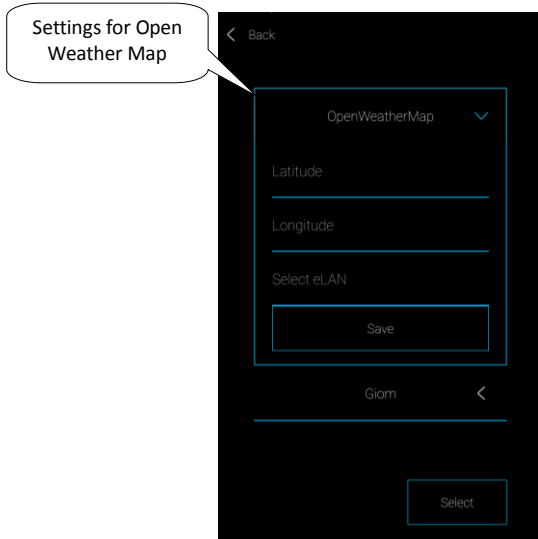 Settings for Open
Weather Map
Back
OpenWeatherMap
Latitude
Longitude
Select eLAN
Save
Giom
Select